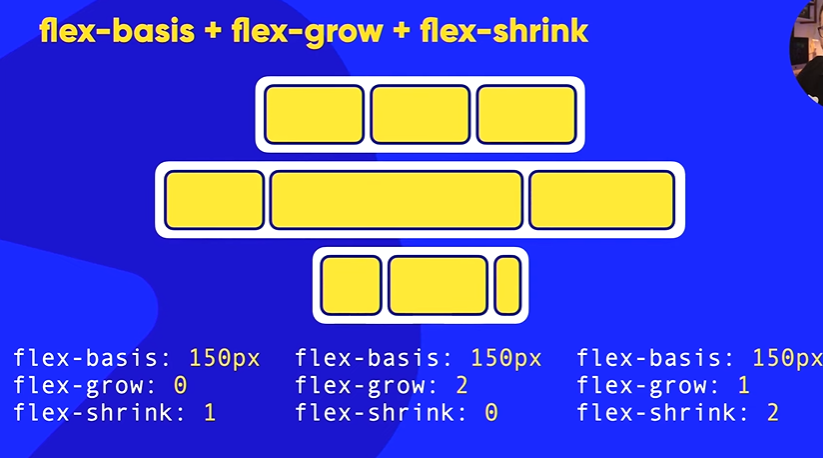 flex-basis + flex-grow + flex-shrink
flex-basis: 150px
flex-grow: 0
flex-shrink: 1
flex-basis: 150px
flex-grow: 2
flex-shrink: 0
flex-basis: 150px
flex-grow: 1
flex-shrink: 2